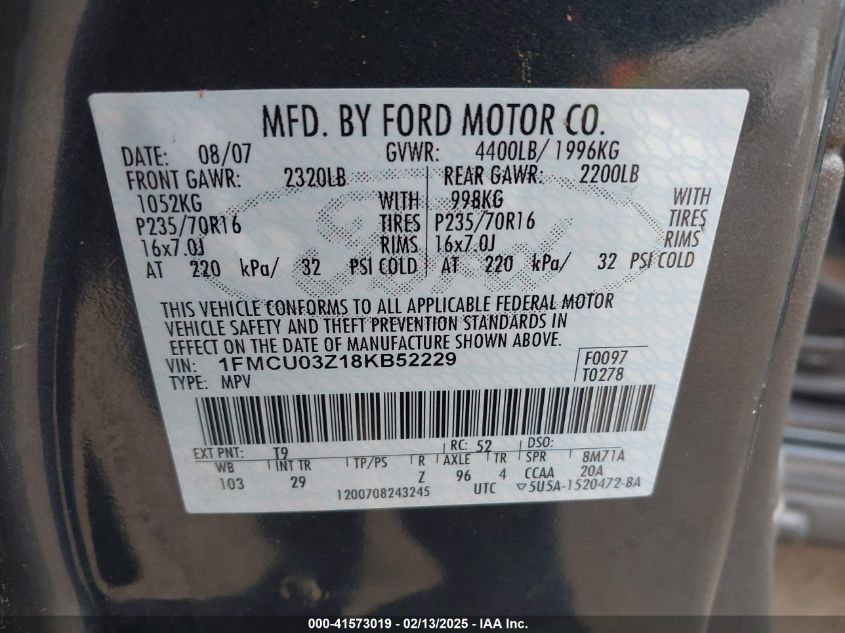 MFD. BY FORD MOTOR CO.
DATE: 08/07 GVWR: 4400LB/ 1996KG
FRONT GAWR: 2320LB REAR GAWR: 2200LB
1052KG WITH 998KG WITH
P235/70R16 TIRES P235/70R16 TIRES
16x7.0J RIMS 16x7.0J RIMS
AT 220 kPa/ 32 PSI COLD AT 220 kPa/ 32 PSI COLD
THIS VEHICLE CONFORMS TO ALL APPLICABLE FEDERAL MOTOR
VEHICLE SAFETY AND THEFT PREVENTION STANDARDS IN
EFFECT ON THE DATE OF MANUFACTURE SHOWN ABOVE.
VIN: 1FMCU03Z18KB52229 F0097
TYPE: MPV T0278
EXT PNT: T9 RC: 52 DSO:
WB INT TR TP/PS R AXLE TR SPR 8M71A
103 29 Z 96 4 CCAA 20A
1200708243245 UTC ▽5U5A-1520472-BA
000-41573019 - 02/13/2025 - IAA Inc.